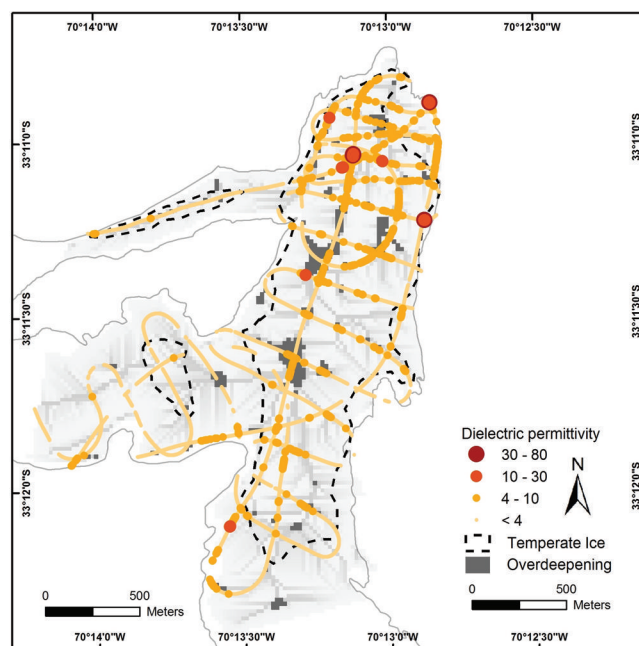 70°14'0"W 70°13'30"W 70°13'0"W 70°12'30"W
33°11'0"S 33°11'0"S
33°11'30"S 33°11'30"S
33°12'0"S 33°12'0"S
Dielectric permittivity
30 - 80
10 - 30
4 - 10
< 4
N
Temperate Ice
Overdeepening
0 500
Meters
0 500
Meters
70°14'0"W 70°13'30"W 70°13'0"W 70°12'30"W